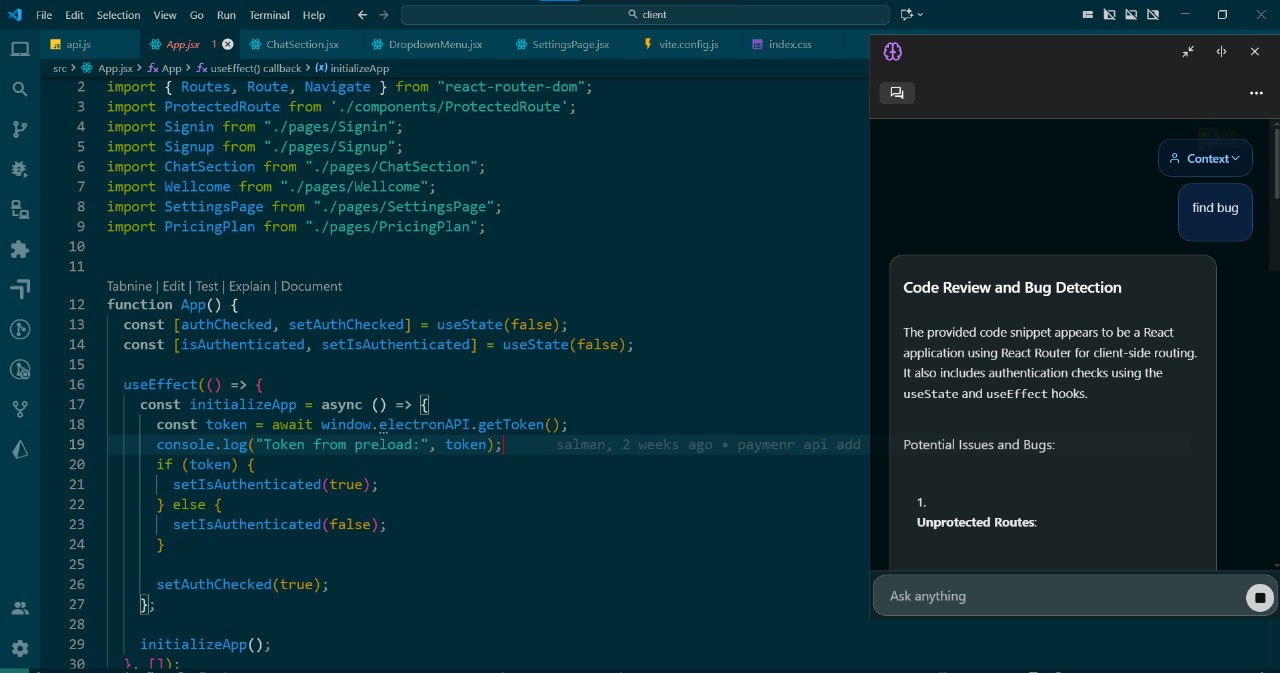 File Edit Selection View Go Run Terminal Help
client
api.js
App.jsx 1
ChatSection.jsx
DropdownMenu.jsx
SettingsPage.jsx
vite.config.js
index.css
src > App.jsx > App > useEffect() callback > initializeApp
2 import { Routes, Route, Navigate } from "react-router-dom";
3 import ProtectedRoute from './components/ProtectedRoute';
4 import Signin from "./pages/Signin";
5 import Signup from "./pages/Signup";
6 import ChatSection from "./pages/ChatSection";
7 import Wellcome from "./pages/Wellcome";
8 import SettingsPage from "./pages/SettingsPage";
9 import PricingPlan from "./pages/PricingPlan";
10
11
Tabnine | Edit | Test | Explain | Document
12 function App() {
13 const [authChecked, setAuthChecked] = useState(false);
14 const [isAuthenticated, setIsAuthenticated] = useState(false);
15
16 useEffect(() => {
17 const initializeApp = async () => {
18 const token = await window.electronAPI.getToken();
19 console.log("Token from preload:", token); salman, 2 weeks ago • paymenr api add
20 if (token) {
21 setIsAuthenticated(true);
22 } else {
23 setIsAuthenticated(false);
24 }
25
26 setAuthChecked(true);
27 };
28
29 initializeApp();
30 }, []);
Context
find bug
Code Review and Bug Detection
The provided code snippet appears to be a React
application using React Router for client-side routing.
It also includes authentication checks using the
useState and useEffect hooks.
Potential Issues and Bugs:
1.
Unprotected Routes:
Ask anything